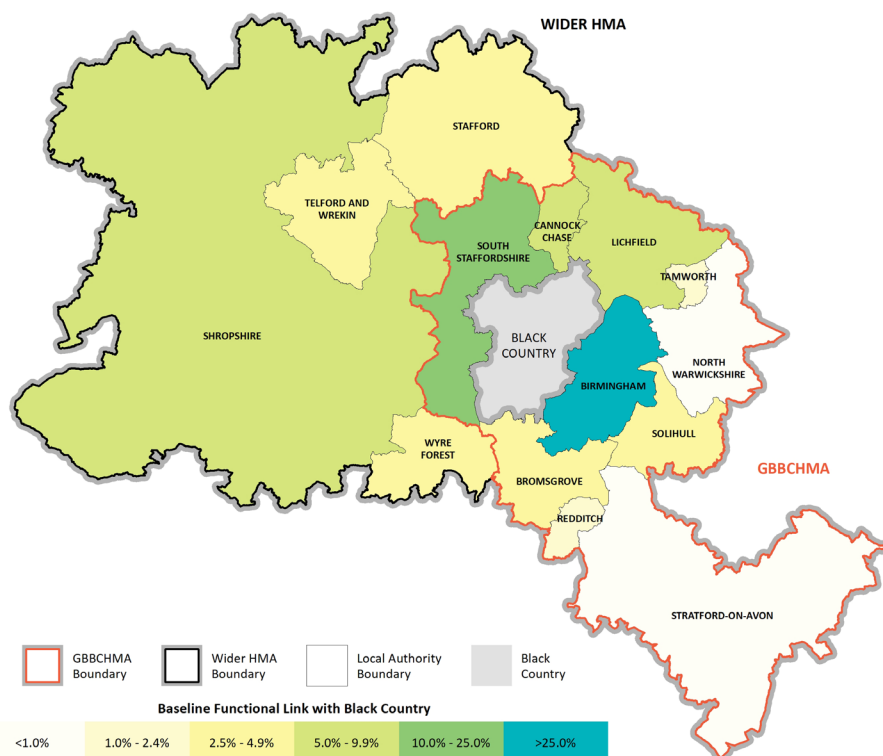 WIDER HMA
STAFFORD
TELFORD AND
WREKIN
CANNOCK
CHASE
LICHFIELD
SOUTH
STAFFORDSHIRE
TAMWORTH
SHROPSHIRE
BLACK
COUNTRY
NORTH
WARWICKSHIRE
BIRMINGHAM
SOLIHULL
WYRE
FOREST
GBBCHMA
BROMSGROVE
REDDITCH
STRATFORD-ON-AVON
GBBCHMA
Boundary
Wider HMA
Boundary
Local Authority
Boundary
Black
Country
Baseline Functional Link with Black Country
<1.0%
1.0% - 2.4%
2.5% - 4.9%
5.0% - 9.9%
10.0% - 25.0%
>25.0%